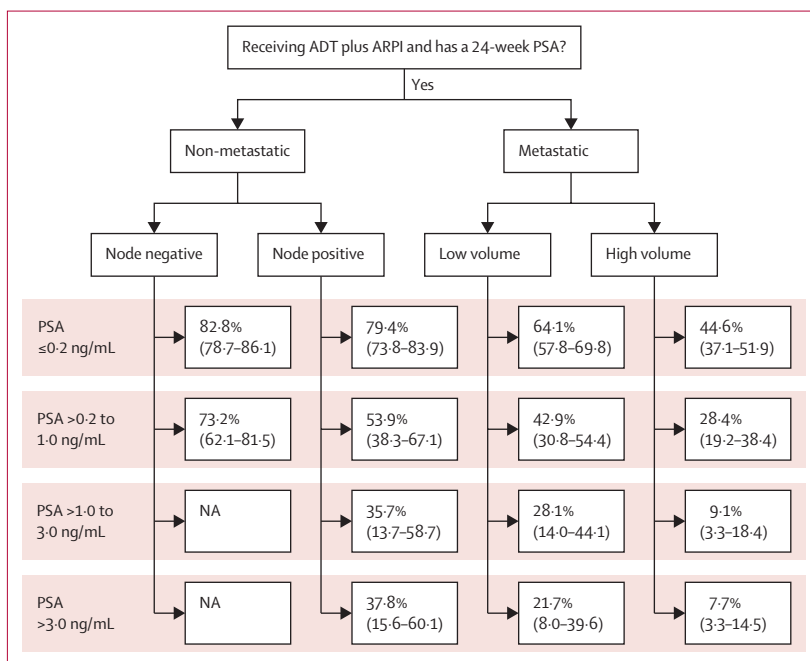 Receiving ADT plus ARPI and has a 24-week PSA?
Yes
Non-metastatic
Metastatic
Node negative
Node positive
Low volume
High volume
PSA
≤0·2 ng/mL
82·8%
(78·7–86·1)
79·4%
(73·8–83·9)
64·1%
(57·8–69·8)
44·6%
(37·1–51·9)
PSA >0·2 to
1·0 ng/mL
73·2%
(62·1–81·5)
53·9%
(38·3–67·1)
42·9%
(30·8–54·4)
28·4%
(19·2–38·4)
PSA >1·0 to
3·0 ng/mL
NA
35·7%
(13·7–58·7)
28·1%
(14·0–44·1)
9·1%
(3·3–18·4)
PSA
>3·0 ng/mL
NA
37·8%
(15·6–60·1)
21·7%
(8·0–39·6)
7·7%
(3·3–14·5)